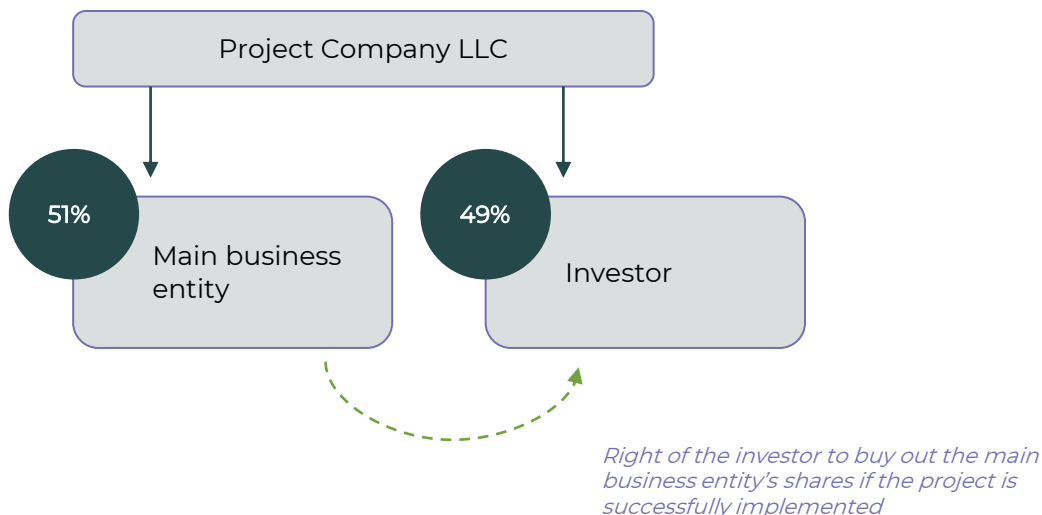 Project Company LLC
51%
49%
Main business
entity
Investor
Right of the investor to buy out the main
business entity’s shares if the project is
successfully implemented